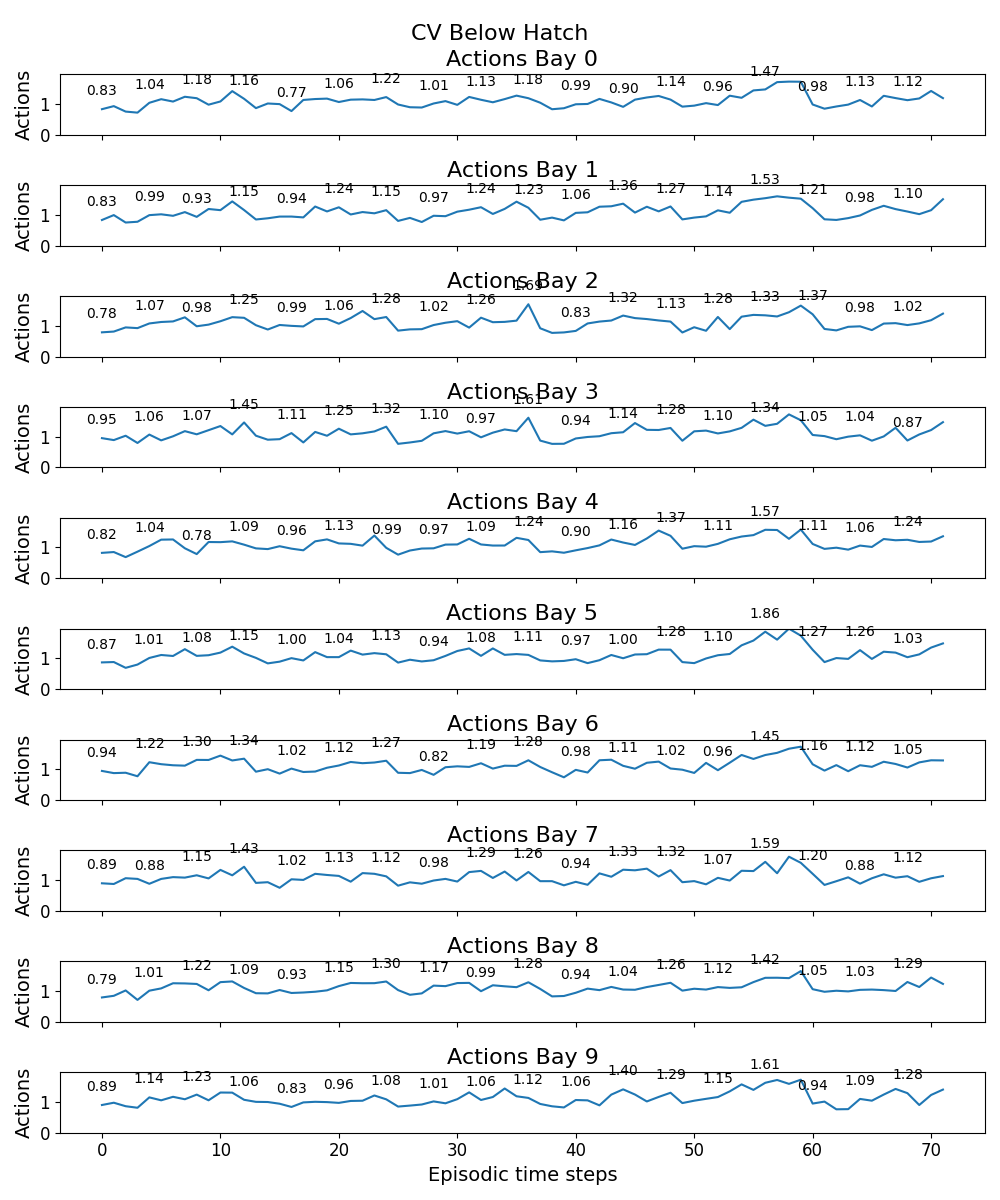 CV Below Hatch
Actions Bay 0
Actions
1
0
0.83 1.04 1.18 1.16 0.77 1.06 1.22 1.01 1.13 1.18 0.99 0.90 1.14 0.96 1.47 0.98 1.13 1.12
Actions Bay 1
Actions
1
0
0.83 0.99 0.93 1.15 0.94 1.24 1.15 0.97 1.24 1.23 1.06 1.36 1.27 1.14 1.53 1.21 0.98 1.10
Actions Bay 2
Actions
1
0
0.78 1.07 0.98 1.25 0.99 1.06 1.28 1.02 1.26 1.69 0.83 1.32 1.13 1.28 1.33 1.37 0.98 1.02
Actions Bay 3
Actions
1
0
0.95 1.06 1.07 1.45 1.11 1.25 1.32 1.10 0.97 1.61 0.94 1.14 1.28 1.10 1.34 1.05 1.04 0.87
Actions Bay 4
Actions
1
0
0.82 1.04 0.78 1.09 0.96 1.13 0.99 0.97 1.09 1.24 0.90 1.16 1.37 1.11 1.57 1.11 1.06 1.24
Actions Bay 5
Actions
1
0
0.87 1.01 1.08 1.15 1.00 1.04 1.13 0.94 1.08 1.11 0.97 1.00 1.28 1.10 1.86 1.27 1.26 1.03
Actions Bay 6
Actions
1
0
0.94 1.22 1.30 1.34 1.02 1.12 1.27 0.82 1.19 1.28 0.98 1.11 1.02 0.96 1.45 1.16 1.12 1.05
Actions Bay 7
Actions
1
0
0.89 0.88 1.15 1.43 1.02 1.13 1.12 0.98 1.29 1.26 0.94 1.33 1.32 1.07 1.59 1.20 0.88 1.12
Actions Bay 8
Actions
1
0
0.79 1.01 1.22 1.09 0.93 1.15 1.30 1.17 0.99 1.28 0.94 1.04 1.26 1.12 1.42 1.05 1.03 1.29
Actions Bay 9
Actions
1
0
0.89 1.14 1.23 1.06 0.83 0.96 1.08 1.01 1.06 1.12 1.06 1.40 1.29 1.15 1.61 0.94 1.09 1.28
0 10 20 30 40 50 60 70
Episodic time steps